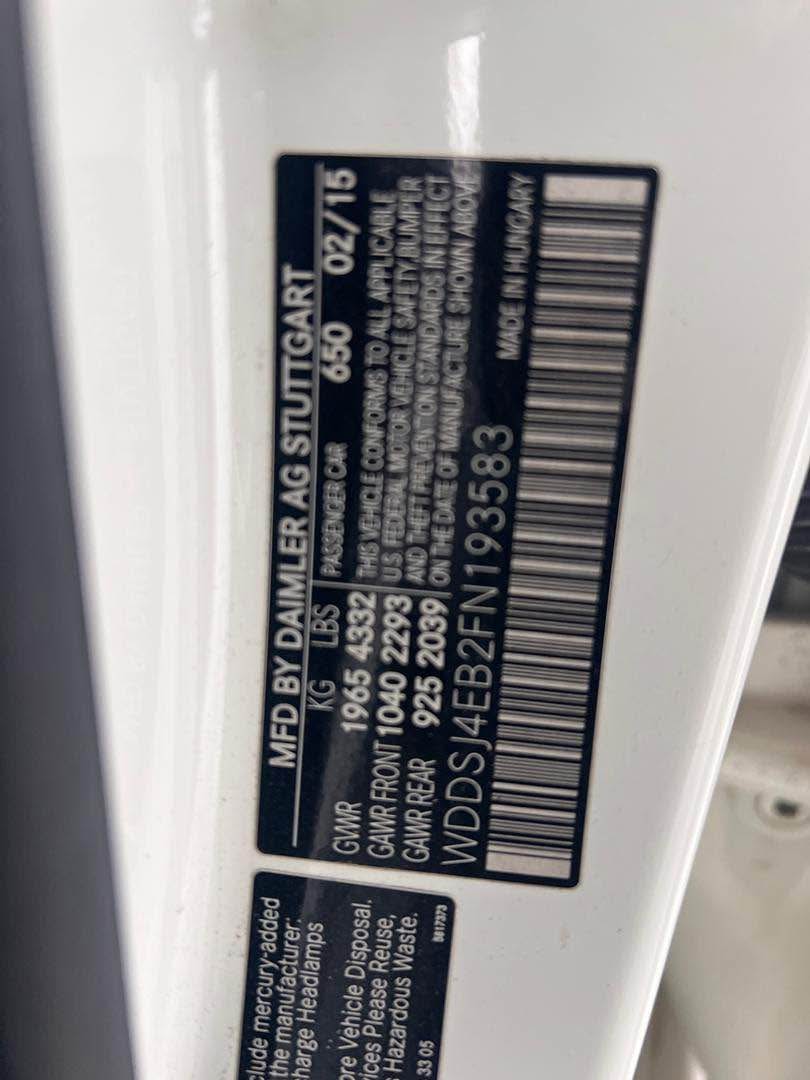 MFD BY DAIMLER AG STUTTGART
KG LBS PASSENGER CAR 650 02/15
GVWR 1965 4332
GAWR FRONT 1040 2293
GAWR REAR 925 2039
THIS VEHICLE CONFORMS TO ALL APPLICABLE
U.S. FEDERAL MOTOR VEHICLE SAFETY, BUMPER
AND THEFT PREVENTION STANDARDS IN EFFECT
ON THE DATE OF MANUFACTURE SHOWN ABOVE.
WDDSJ4EB2FN193583 MADE IN HUNGARY
clude mercury-added
the manufacturer:
charge Headlamps
ore Vehicle Disposal.
ices Please Reuse,
Hazardous Waste.
33 05